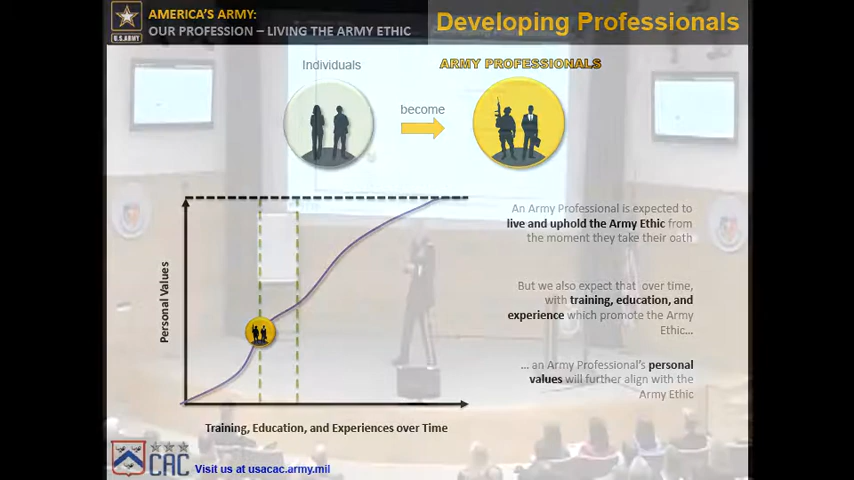 AMERICA'S ARMY:
OUR PROFESSION – LIVING THE ARMY ETHIC
Developing Professionals
U.S.ARMY
Individuals
ARMY PROFESSIONALS
become
An Army Professional is expected to
live and uphold the Army Ethic from
the moment they take their oath
But we also expect that over time,
with training, education, and
experience which promote the Army
Ethic...
... an Army Professional's personal
values will further align with the
Army Ethic
Personal Values
Training, Education, and Experiences over Time
CAC
Visit us at usacac.army.mil